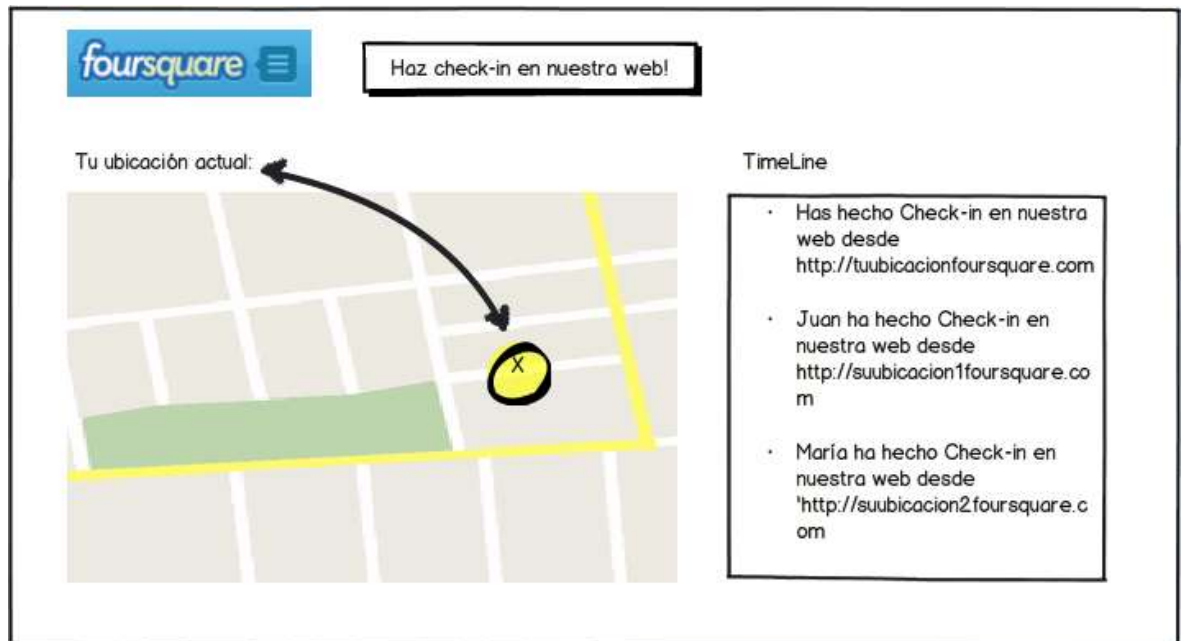 foursquare
Haz check-in en nuestra web!
Tu ubicación actual:
X
TimeLine
· Has hecho Check-in en nuestra
web desde
http://tuubicacionfoursquare.com
· Juan ha hecho Check-in en
nuestra web desde
http://suubicacion1foursquare.co
m
· María ha hecho Check-in en
nuestra web desde
'http://suubicacion2foursquare.c
om